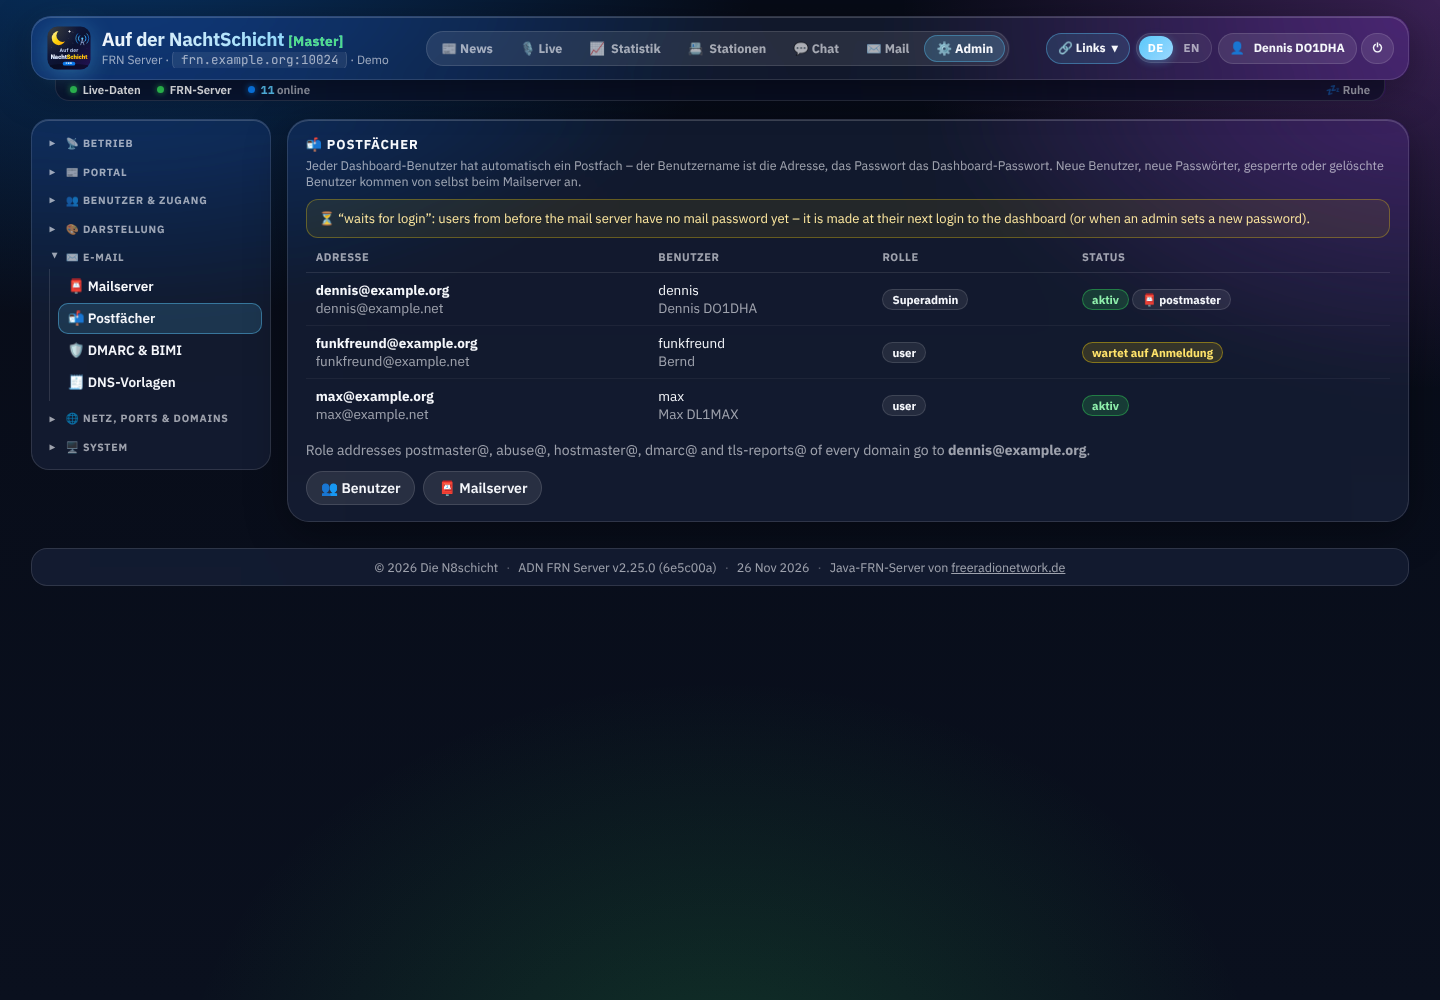 Auf der NachtSchicht [Master]
FRN Server · frn.example.org:10024 · Demo
News
Live
Statistik
Stationen
Chat
Mail
Admin
Links ▾
DE
EN
Dennis DO1DHA
Live-Daten
FRN-Server
11 online
Ruhe
BETRIEB
PORTAL
BENUTZER & ZUGANG
DARSTELLUNG
E-MAIL
Mailserver
Postfächer
DMARC & BIMI
DNS-Vorlagen
NETZ, PORTS & DOMAINS
SYSTEM
POSTFÄCHER
Jeder Dashboard-Benutzer hat automatisch ein Postfach – der Benutzername ist die Adresse, das Passwort das Dashboard-Passwort. Neue Benutzer, neue Passwörter, gesperrte oder gelöschte
Benutzer kommen von selbst beim Mailserver an.
“waits for login”: users from before the mail server have no mail password yet – it is made at their next login to the dashboard (or when an admin sets a new password).
ADRESSE BENUTZER ROLLE STATUS
dennis@example.org dennis Superadmin aktiv postmaster
dennis@example.net Dennis DO1DHA
funkfreund@example.org funkfreund user wartet auf Anmeldung
funkfreund@example.net Bernd
max@example.org max user aktiv
max@example.net Max DL1MAX
Role addresses postmaster@, abuse@, hostmaster@, dmarc@ and tls-reports@ of every domain go to dennis@example.org.
Benutzer
Mailserver
© 2026 Die N8schicht · ADN FRN Server v2.25.0 (6e5c00a) · 26 Nov 2026 · Java-FRN-Server von freeradionetwork.de